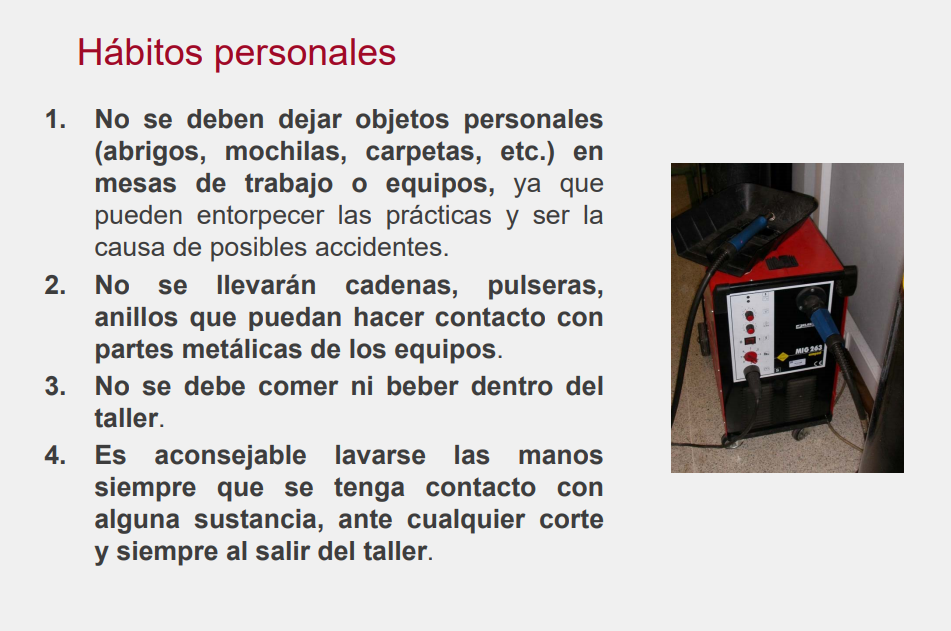 Hábitos personales
1. No se deben dejar objetos personales
(abrigos, mochilas, carpetas, etc.) en
mesas de trabajo o equipos, ya que
pueden entorpecer las prácticas y ser la
causa de posibles accidentes.
2. No se llevarán cadenas, pulseras,
anillos que puedan hacer contacto con
partes metálicas de los equipos.
3. No se debe comer ni beber dentro del
taller.
4. Es aconsejable lavarse las manos
siempre que se tenga contacto con
alguna sustancia, ante cualquier corte
y siempre al salir del taller.
MIG 263
CE